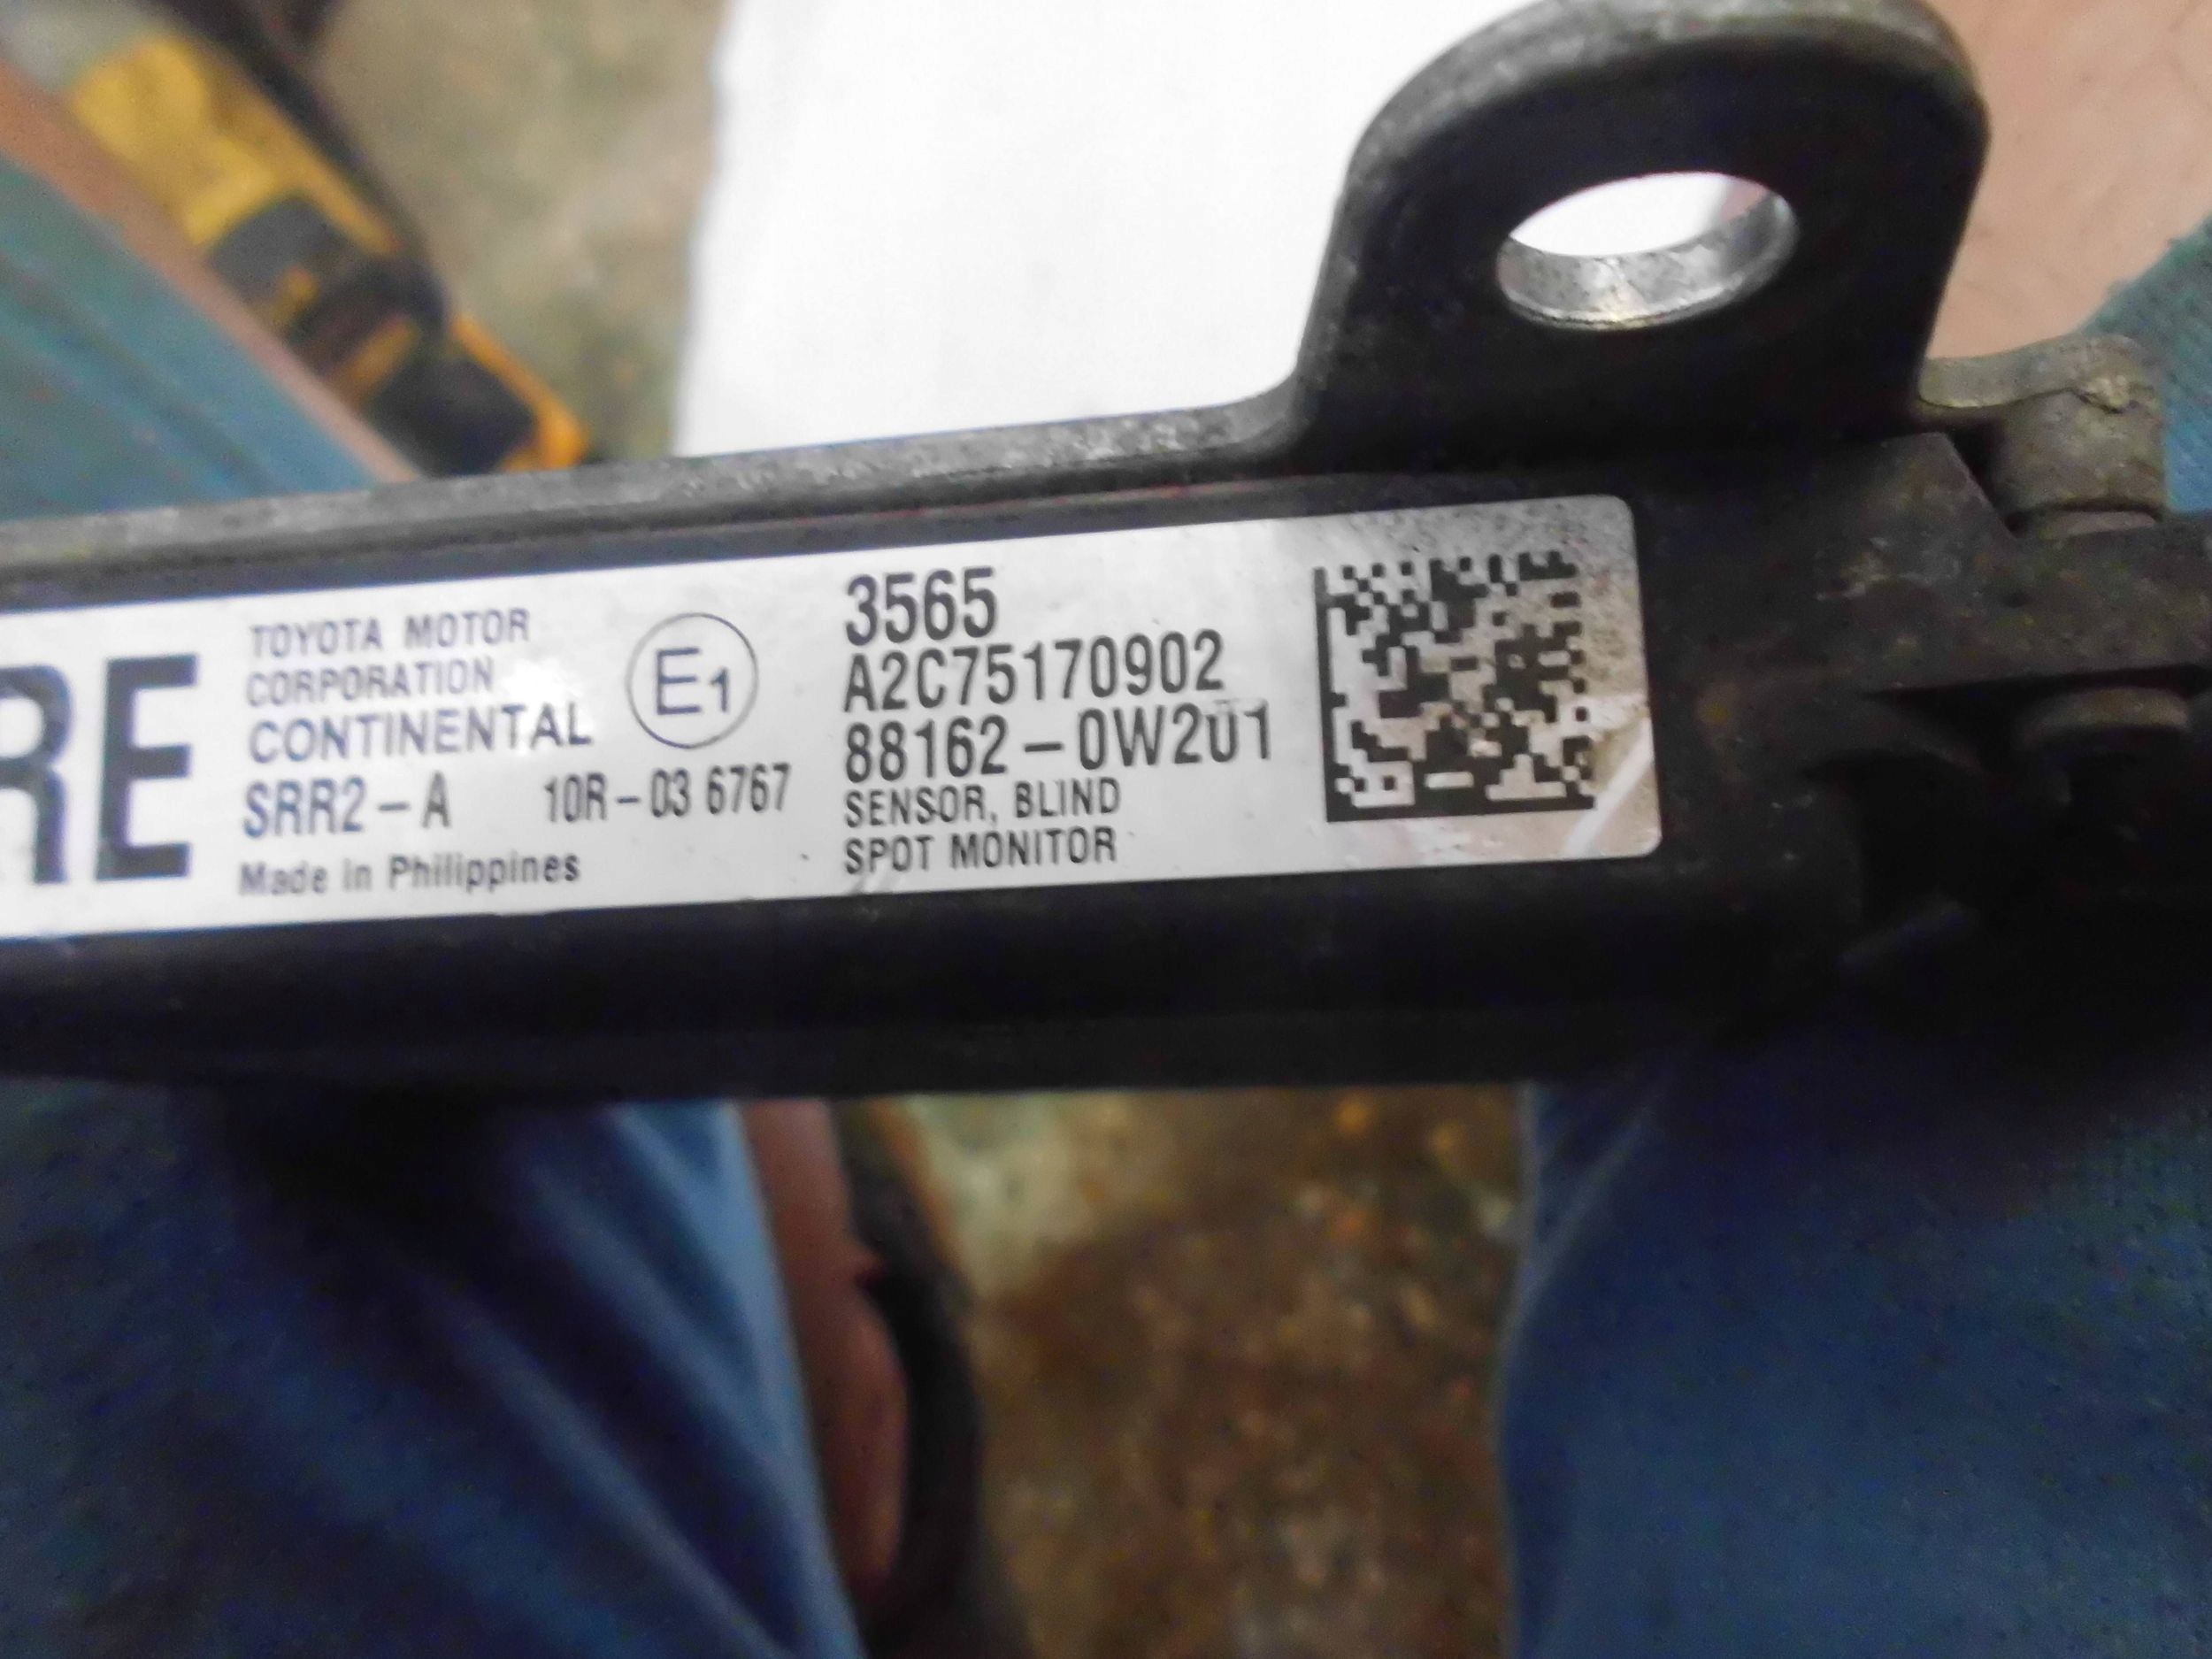 RE
TOYOTA MOTOR
CORPORATION
CONTINENTAL
SRR2-A 10R-03 6767
Made in Philippines
E1
3565
A2C75170902
88162-0W201
SENSOR, BLIND
SPOT MONITOR